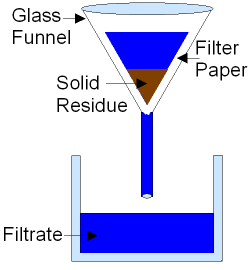 Glass
Funnel
Filter
Paper
Solid
Residue
Filtrate